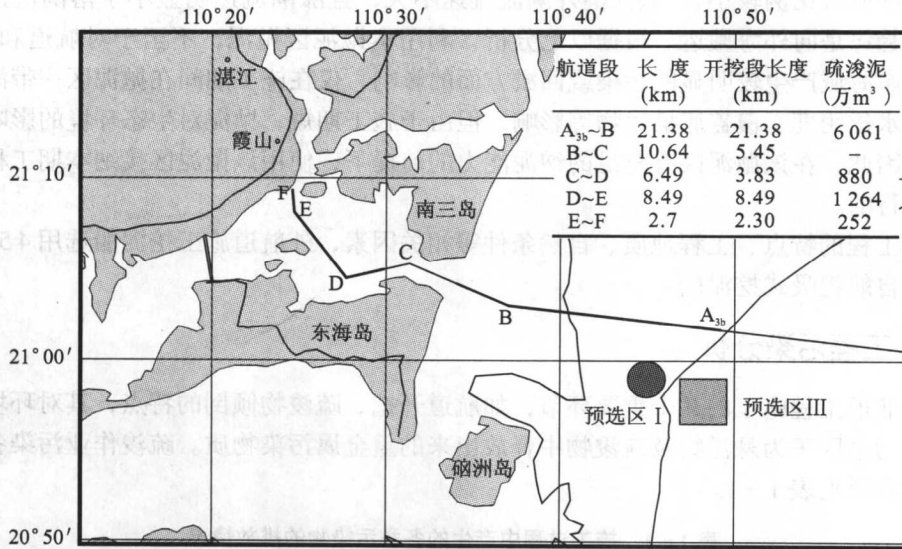 110°20′ 110°30′ 110°40′ 110°50′
湛江
霞山
21°10′
F
E
南三岛
C
D
B
A₃b
东海岛
21°00′
预选区 I
预选区III
硇洲岛
20°50′
航道段 长 度 开挖段长度 疏浚泥
(km) (km) (万m³)
A₃b~B 21.38 21.38 6 061
B~C 10.64 5.45
C~D 6.49 3.83 880
D~E 8.49 8.49 1 264
E~F 2.7 2.30 252